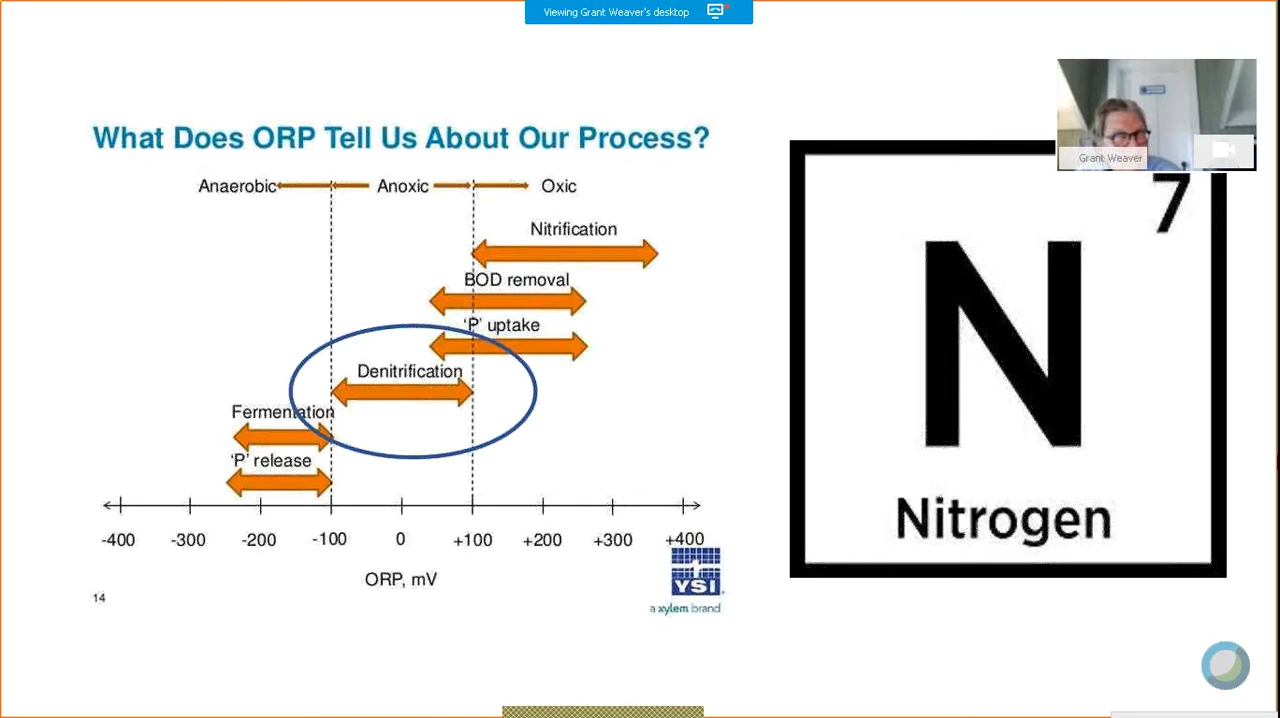 Viewing Grant Weaver's desktop
Grant Weaver
What Does ORP Tell Us About Our Process?
Anaerobic Anoxic Oxic
Nitrification
BOD removal
'P' uptake
Denitrification
Fermentation
'P' release
-400 -300 -200 -100 0 +100 +200 +300 +400
ORP, mV
YSI
a xylem brand
14
7
N
Nitrogen